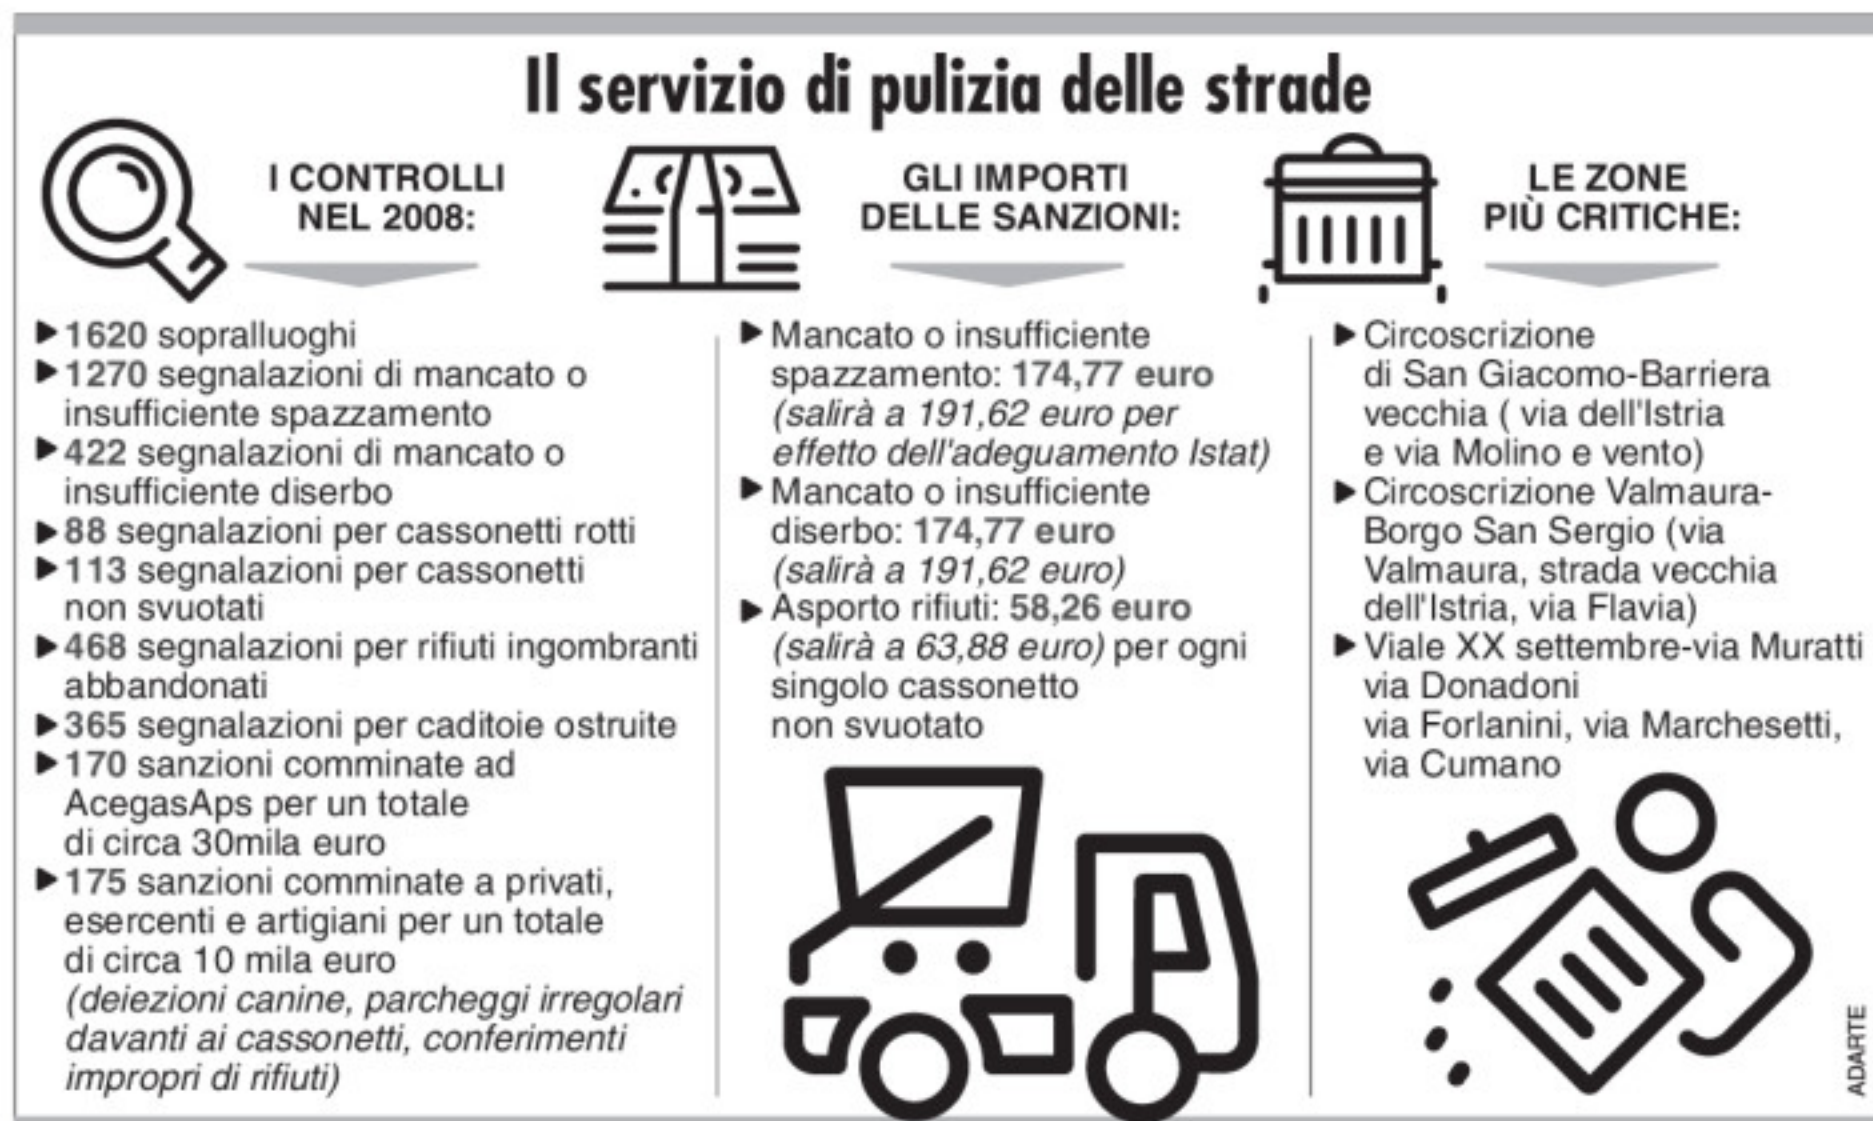 Il servizio di pulizia delle strade
I CONTROLLI
NEL 2008:
▶1620 sopralluoghi
▶1270 segnalazioni di mancato o
insufficiente spazzamento
▶422 segnalazioni di mancato o
insufficiente diserbo
▶88 segnalazioni per cassonetti rotti
▶113 segnalazioni per cassonetti
non svuotati
▶468 segnalazioni per rifiuti ingombranti
abbandonati
▶365 segnalazioni per caditoie ostruite
▶170 sanzioni comminate ad
AcegasAps per un totale
di circa 30mila euro
▶175 sanzioni comminate a privati,
esercenti e artigiani per un totale
di circa 10 mila euro
(deiezioni canine, parcheggi irregolari
davanti ai cassonetti, conferimenti
impropri di rifiuti)
GLI IMPORTI
DELLE SANZIONI:
▶Mancato o insufficiente
spazzamento: 174,77 euro
(salirà a 191,62 euro per
effetto dell'adeguamento Istat)
▶Mancato o insufficiente
diserbo: 174,77 euro
(salirà a 191,62 euro)
▶Asporto rifiuti: 58,26 euro
(salirà a 63,88 euro) per ogni
singolo cassonetto
non svuotato
LE ZONE
PIÙ CRITICHE:
▶Circoscrizione
di San Giacomo-Barriera
vecchia ( via dell'Istria
e via Molino e vento)
▶Circoscrizione Valmaura-
Borgo San Sergio (via
Valmaura, strada vecchia
dell'Istria, via Flavia)
▶Viale XX settembre-via Muratti
via Donadoni
via Forlanini, via Marchesetti,
via Cumano
ADARTE